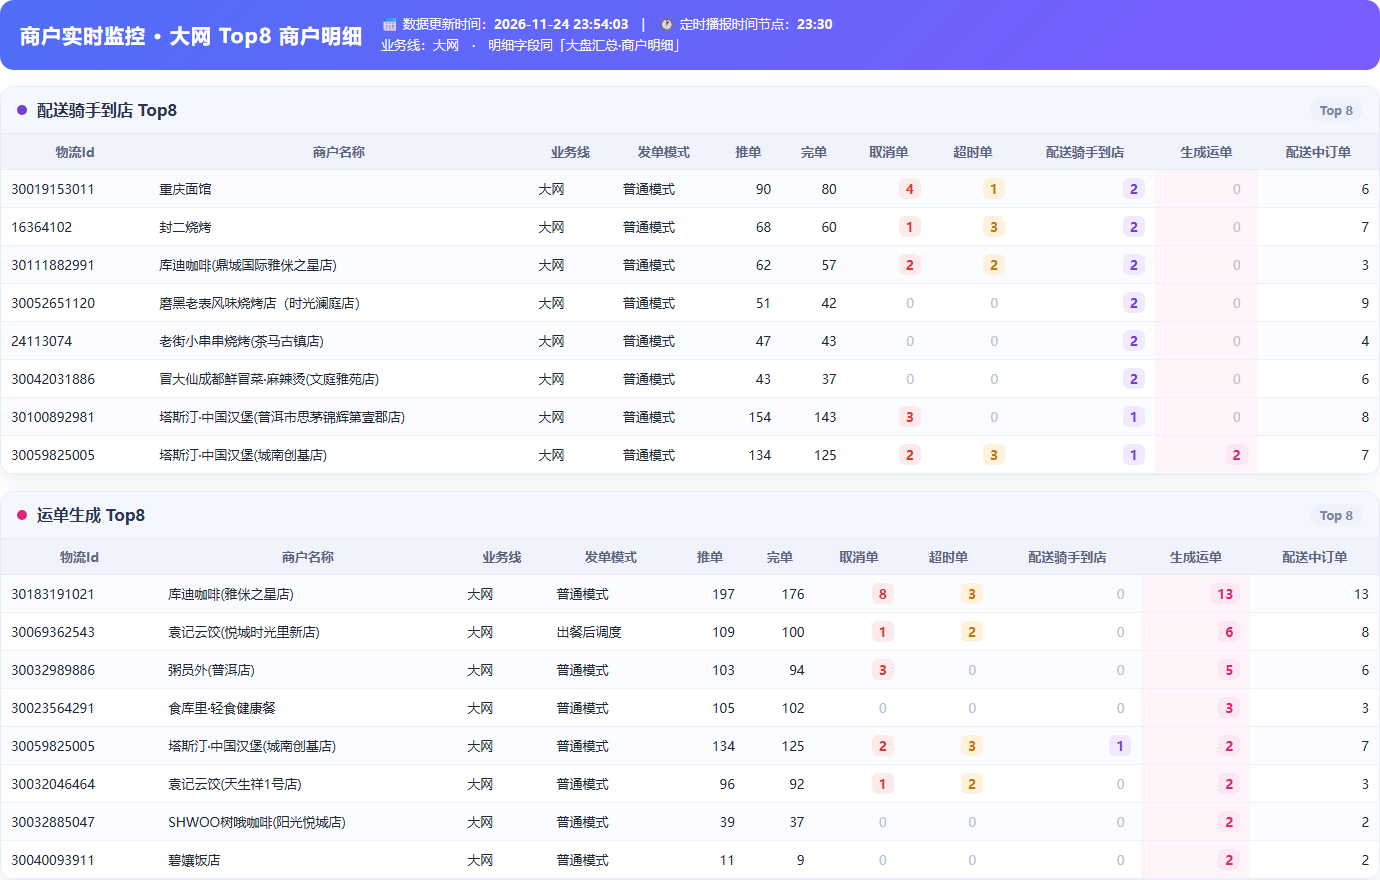 商户实时监控 · 大网 Top8 商户明细
数据更新时间：2026-11-24 23:54:03 | 定时播报时间节点：23:30
业务线：大网 · 明细字段同「大盘汇总·商户明细」
配送骑手到店 Top8 Top 8
物流Id 商户名称 业务线 发单模式 推单 完单 取消单 超时单 配送骑手到店 生成运单 配送中订单
30019153011 重庆面馆 大网 普通模式 90 80 4 1 2 0 6
16364102 封二烧烤 大网 普通模式 68 60 1 3 2 0 7
30111882991 库迪咖啡(鼎城国际雅侎之星店) 大网 普通模式 62 57 2 2 2 0 3
30052651120 磨黑老表风味烧烤店（时光澜庭店） 大网 普通模式 51 42 0 0 2 0 9
24113074 老街小串串烧烤(茶马古镇店) 大网 普通模式 47 43 0 0 2 0 4
30042031886 冒大仙成都鲜冒菜·麻辣烫(文庭雅苑店) 大网 普通模式 43 37 0 0 2 0 6
30100892981 塔斯汀·中国汉堡(普洱市思茅锦辉第壹郡店) 大网 普通模式 154 143 3 0 1 0 8
30059825005 塔斯汀·中国汉堡(城南创基店) 大网 普通模式 134 125 2 3 1 2 7
运单生成 Top8 Top 8
物流Id 商户名称 业务线 发单模式 推单 完单 取消单 超时单 配送骑手到店 生成运单 配送中订单
30183191021 库迪咖啡(雅侎之星店) 大网 普通模式 197 176 8 3 0 13 13
30069362543 袁记云饺(悦城时光里新店) 大网 出餐后调度 109 100 1 2 0 6 8
30032989886 粥员外(普洱店) 大网 普通模式 103 94 3 0 0 5 6
30023564291 食库里·轻食健康餐 大网 普通模式 105 102 0 0 0 3 3
30059825005 塔斯汀·中国汉堡(城南创基店) 大网 普通模式 134 125 2 3 1 2 7
30032046464 袁记云饺(天生祥1号店) 大网 普通模式 96 92 1 2 0 2 3
30032885047 SHWOO树哦咖啡(阳光悦城店) 大网 普通模式 39 37 0 0 0 2 2
30040093911 碧孃饭店 大网 普通模式 11 9 0 0 0 2 2